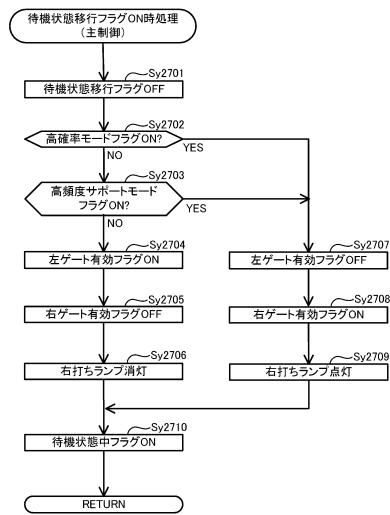 待機状態移行フラグON時処理
（主制御）
Sy2701
待機状態移行フラグOFF
Sy2702
高確率モードフラグON?
YES
NO
Sy2703
高頻度サポートモード
フラグON?
YES
NO
Sy2704
左ゲート有効フラグON
Sy2705
右ゲート有効フラグOFF
Sy2706
右打ちランプ消灯
Sy2707
左ゲート有効フラグOFF
Sy2708
右ゲート有効フラグON
Sy2709
右打ちランプ点灯
Sy2710
待機状態中フラグON
RETURN